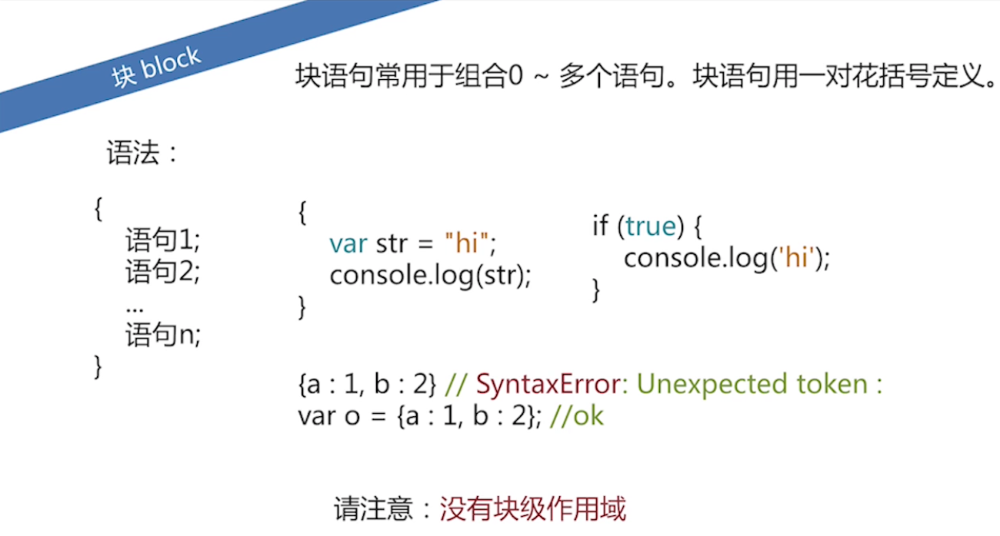 块 block
块语句常用于组合0 ~ 多个语句。块语句用一对花括号定义。
语法：
{
语句1;
语句2;
...
语句n;
}
{
var str = "hi";
console.log(str);
}
if (true) {
console.log('hi');
}
{a : 1, b : 2} // SyntaxError: Unexpected token :
var o = {a : 1, b : 2}; //ok
请注意：没有块级作用域